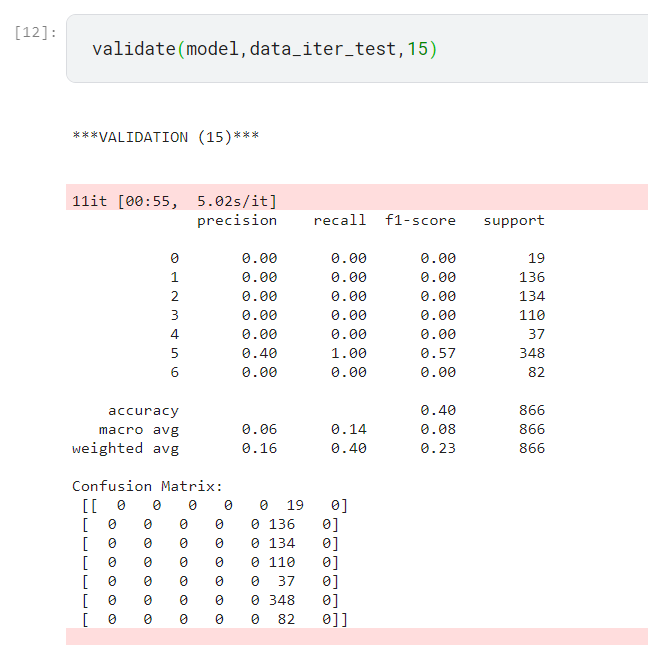 [12]:
validate(model,data_iter_test,15)
***VALIDATION (15)***
11it [00:55,  5.02s/it]
              precision    recall  f1-score   support
           0       0.00      0.00      0.00        19
           1       0.00      0.00      0.00       136
           2       0.00      0.00      0.00       134
           3       0.00      0.00      0.00       110
           4       0.00      0.00      0.00        37
           5       0.40      1.00      0.57       348
           6       0.00      0.00      0.00        82
    accuracy                           0.40       866
   macro avg       0.06      0.14      0.08       866
weighted avg       0.16      0.40      0.23       866
Confusion Matrix:
 [[  0   0   0   0   0  19   0]
 [  0   0   0   0   0 136   0]
 [  0   0   0   0   0 134   0]
 [  0   0   0   0   0 110   0]
 [  0   0   0   0   0  37   0]
 [  0   0   0   0   0 348   0]
 [  0   0   0   0   0  82   0]]